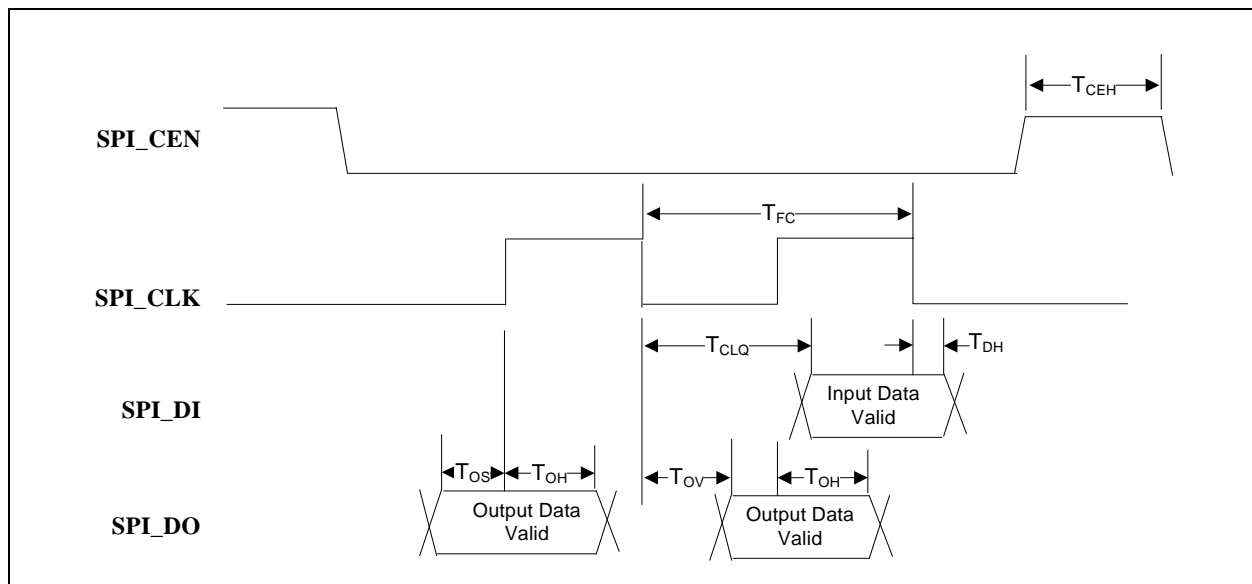 T_CEH
SPI_CEN
T_FC
SPI_CLK
T_CLQ
T_DH
SPI_DI
Input Data
Valid
T_OS
T_OH
T_OV
T_OH
SPI_DO
Output Data
Valid
Output Data
Valid